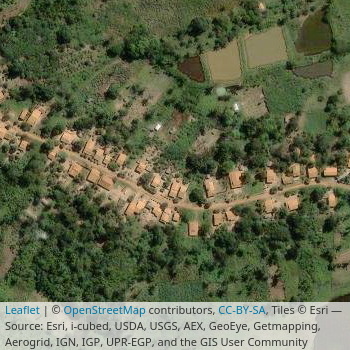 Leaflet | © OpenStreetMap contributors, CC-BY-SA, Tiles © Esri —
Source: Esri, i-cubed, USDA, USGS, AEX, GeoEye, Getmapping,
Aerogrid, IGN, IGP, UPR-EGP, and the GIS User Community